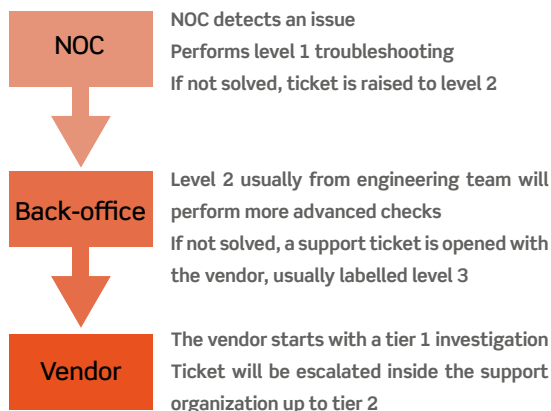 NOC
NOC detects an issue
Performs level 1 troubleshooting
If not solved, ticket is raised to level 2
Back-office
Level 2 usually from engineering team will
perform more advanced checks
If not solved, a support ticket is opened with
the vendor, usually labelled level 3
Vendor
The vendor starts with a tier 1 investigation
Ticket will be escalated inside the support
organization up to tier 2